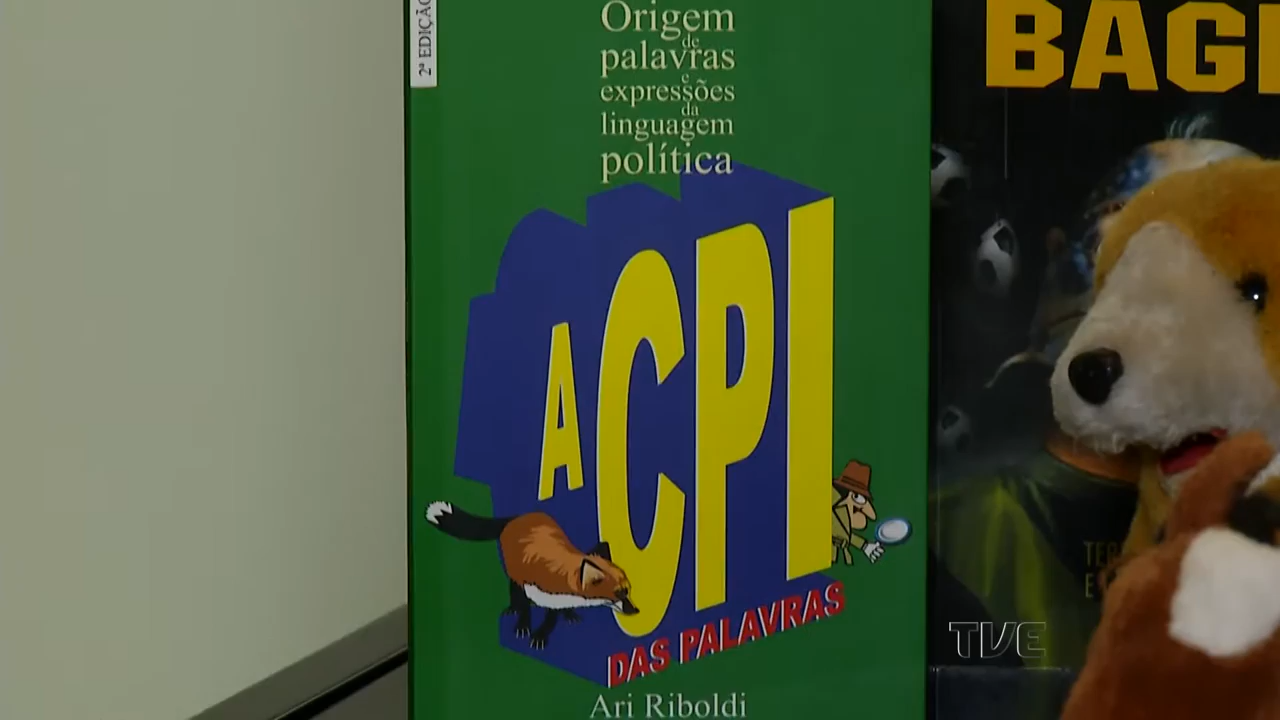 2ª EDIÇÃO
Origem
de
palavras
e
expressões
da
linguagem
política
A CPI
DAS PALAVRAS
Ari Riboldi
BAG
TVE